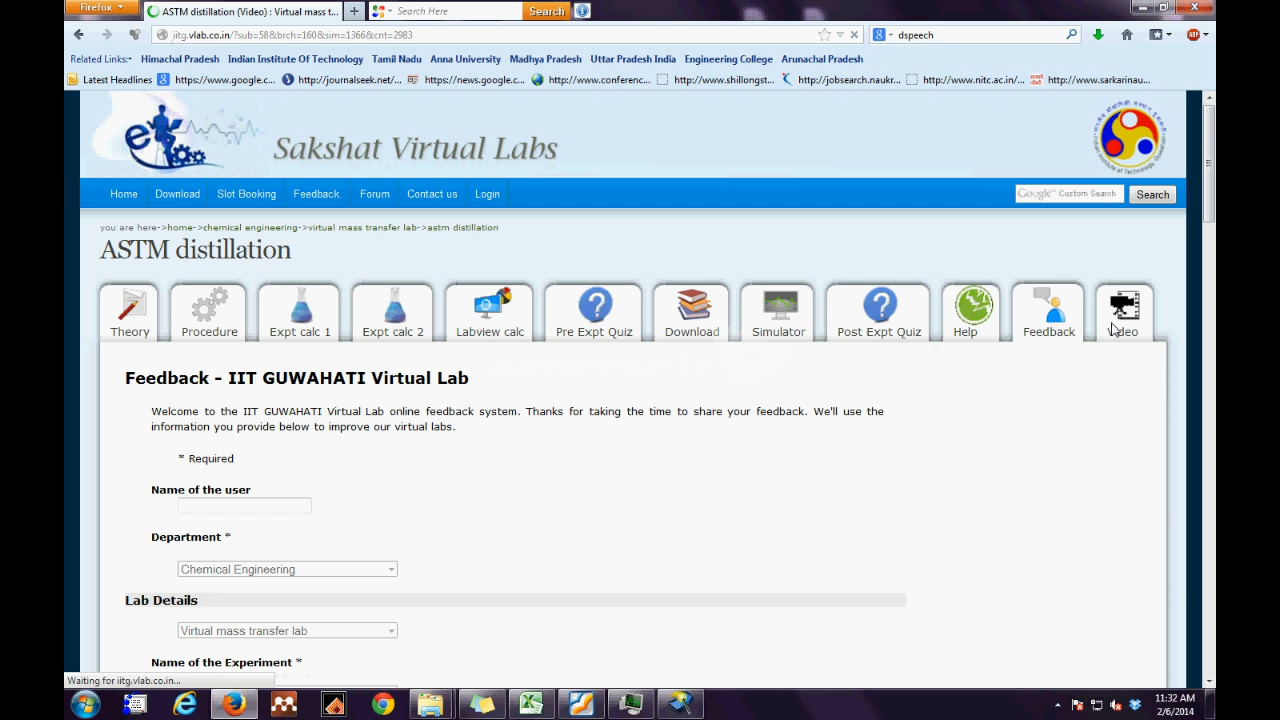 Firefox
ASTM distillation (Video) : Virtual mass t...
Search Here
Search
iitg.vlab.co.in/?sub=58&brch=160&sim=1366&cnt=2983
dspeech
Related Links:
Himachal Pradesh Indian Institute Of Technology Tamil Nadu Anna University Madhya Pradesh Uttar Pradesh India Engineering College Arunachal Pradesh
Latest Headlines https://www.google.c... http://journalseek.net/... https://news.google.c... http://www.conferenc... http://www.shillongst... http://jobsearch.naukr... http://www.nitc.ac.in/... http://www.sarkarinau...
Sakshat Virtual Labs
Home Download Slot Booking Feedback. Forum Contact us Login
Google™ Custom Search Search
you are here->home->chemical engineering->virtual mass transfer lab->astm distillation
ASTM distillation
Theory Procedure Expt calc 1 Expt calc 2 Labview calc Pre Expt Quiz Download Simulator Post Expt Quiz Help Feedback Video
Feedback - IIT GUWAHATI Virtual Lab
Welcome to the IIT GUWAHATI Virtual Lab online feedback system. Thanks for taking the time to share your feedback. We'll use the
information you provide below to improve our virtual labs.
* Required
Name of the user
Department *
Chemical Engineering
Lab Details
Virtual mass transfer lab
Name of the Experiment *
Waiting for iitg.vlab.co.in...
11:32 AM
2/6/2014